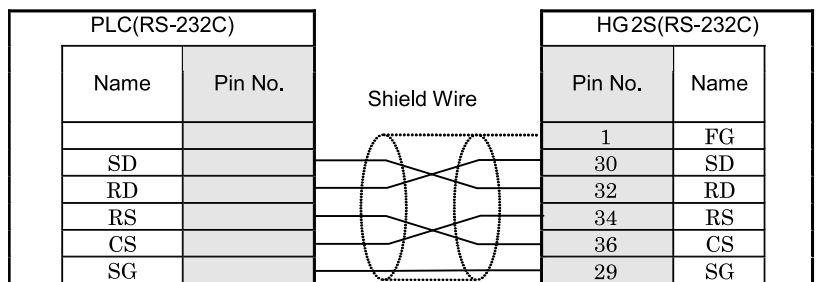 PLC(RS-232C) HG2S(RS-232C)
Name Pin No. Shield Wire Pin No. Name
1 FG
SD 30 SD
RD 32 RD
RS 34 RS
CS 36 CS
SG 29 SG